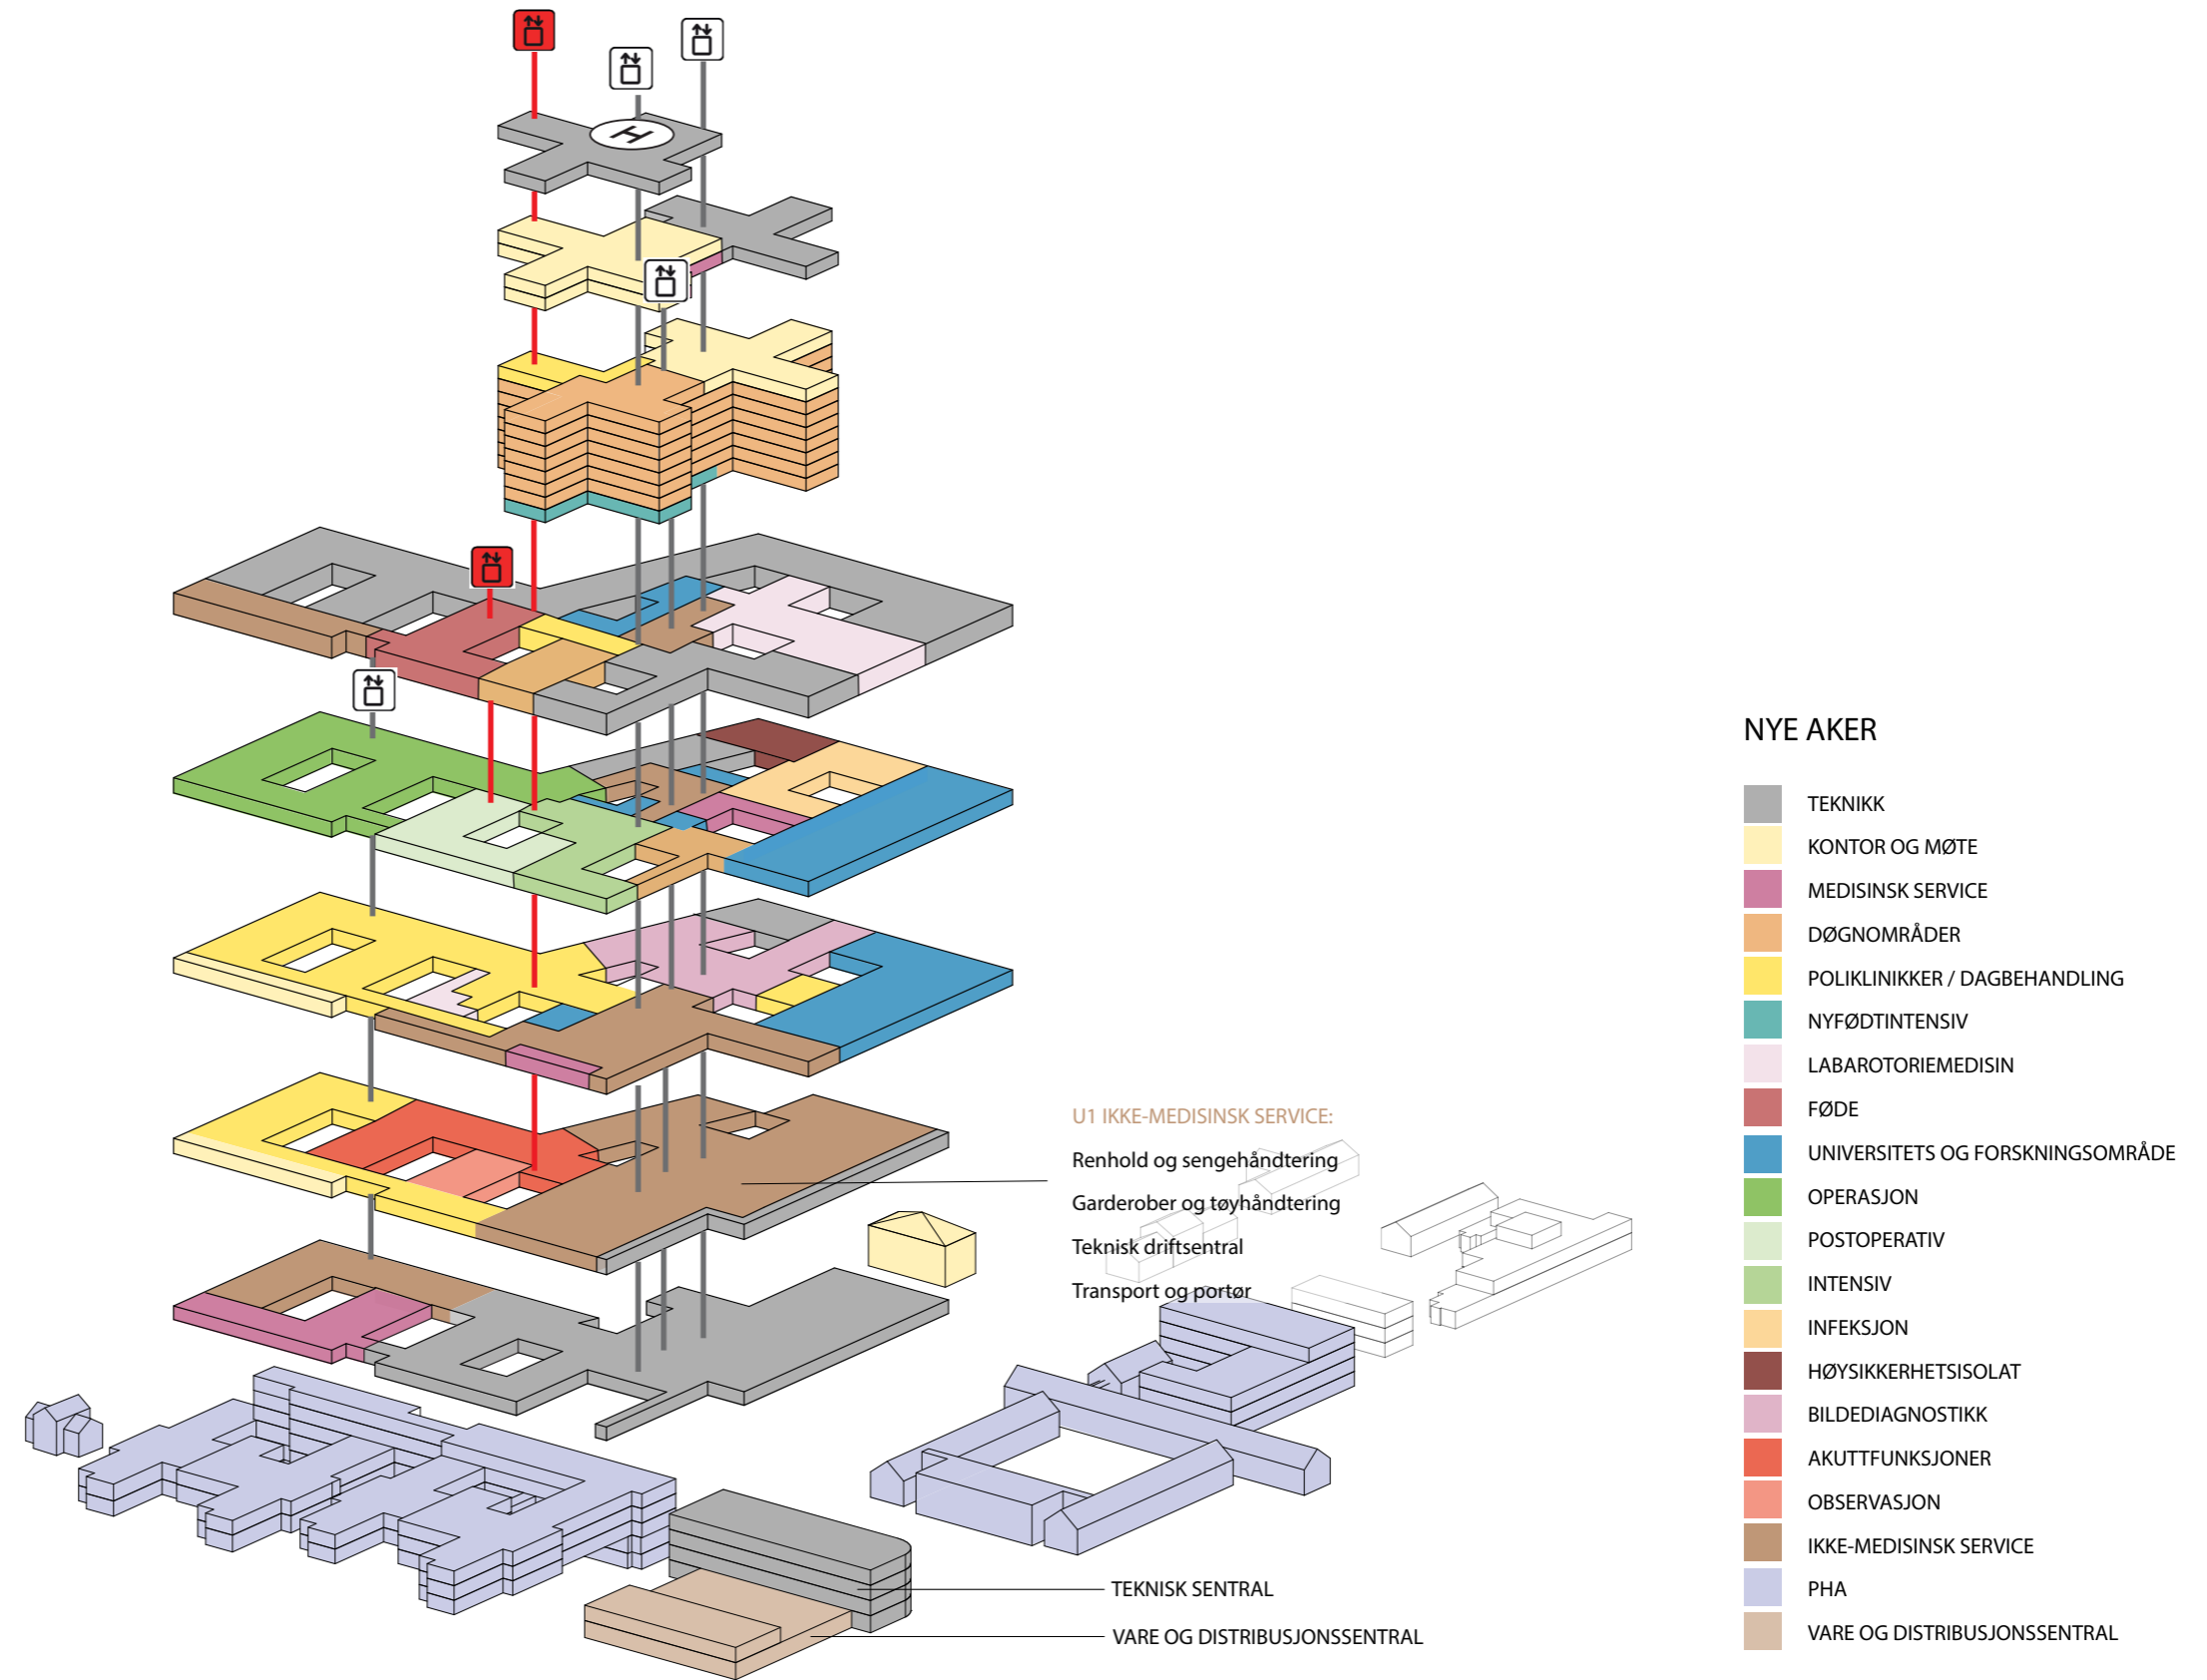 H
NYE AKER
TEKNIKK
KONTOR OG MØTE
MEDISINSK SERVICE
DØGNOMRÅDER
POLIKLINIKKER / DAGBEHANDLING
NYFØDTINTENSIV
LABAROTORIEMEDISIN
FØDE
UNIVERSITETS OG FORSKNINGSOMRÅDE
OPERASJON
POSTOPERATIV
INTENSIV
INFEKSJON
HØYSIKKERHETSISOLAT
BILDEDIAGNOSTIKK
AKUTTFUNKSJONER
OBSERVASJON
IKKE-MEDISINSK SERVICE
PHA
VARE OG DISTRIBUSJONSSENTRAL
U1 IKKE-MEDISINSK SERVICE:
Renhold og sengehåndtering
Garderober og tøyhåndtering
Teknisk driftsentral
Transport og portør
TEKNISK SENTRAL
VARE OG DISTRIBUSJONSSENTRAL